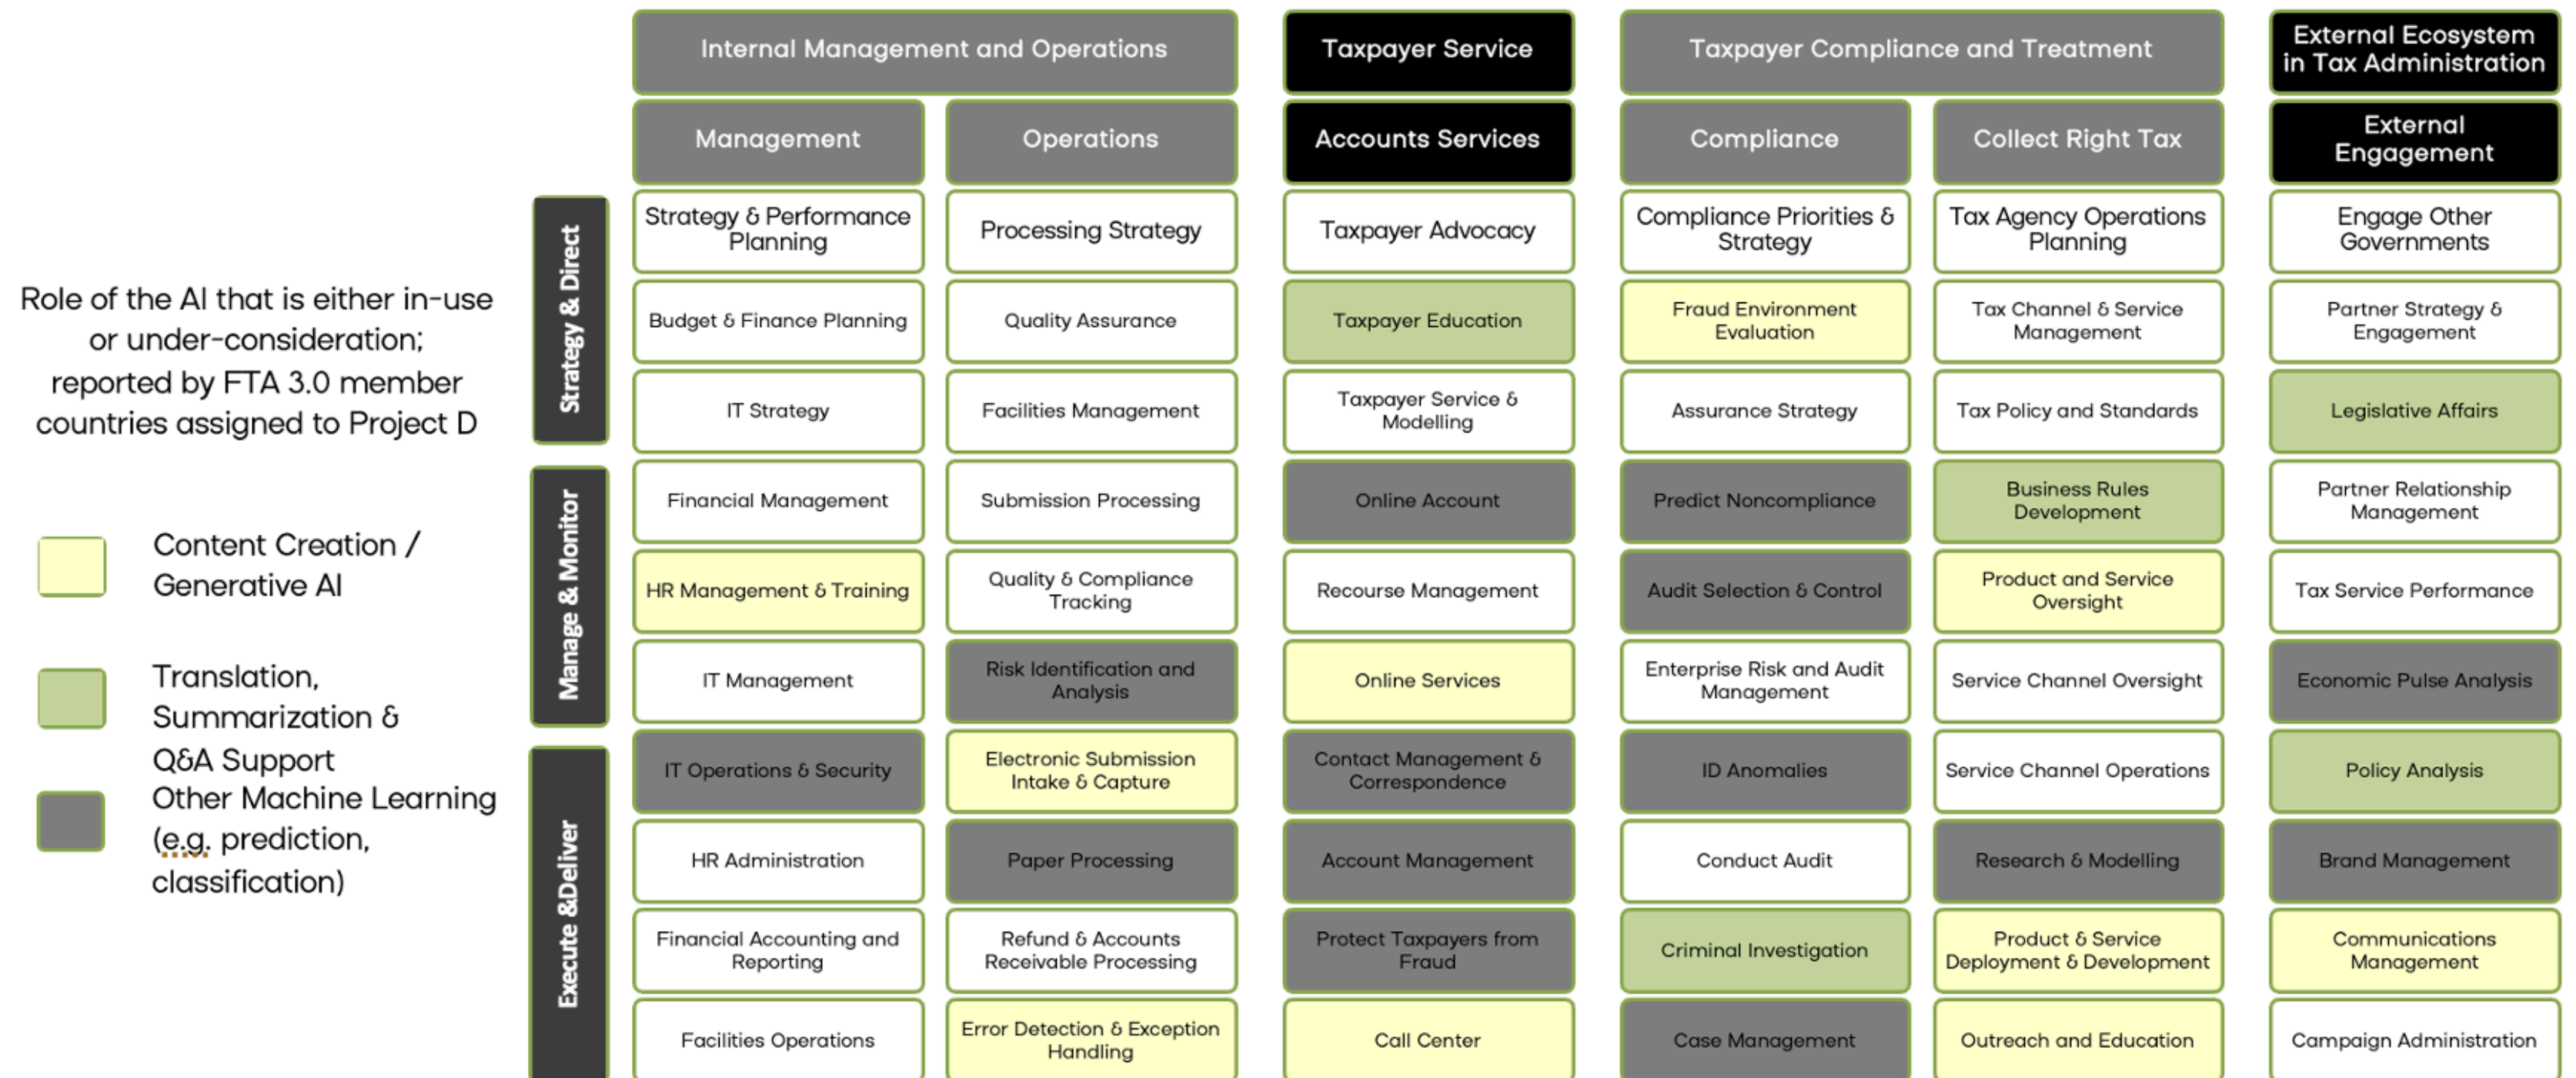 Internal Management and Operations
Taxpayer Service
Taxpayer Compliance and Treatment
External Ecosystem
in Tax Administration
Management
Operations
Accounts Services
Compliance
Collect Right Tax
External
Engagement
Role of the AI that is either in-use
or under-consideration;
reported by FTA 3.0 member
countries assigned to Project D
Content Creation /
Generative AI
Translation,
Summarization &
Q&A Support
Other Machine Learning
(e.g. prediction,
classification)
Strategy & Direct
Manage & Monitor
Execute &Deliver
Strategy & Performance
Planning
Budget & Finance Planning
IT Strategy
Financial Management
HR Management & Training
IT Management
IT Operations & Security
HR Administration
Financial Accounting and
Reporting
Facilities Operations
Processing Strategy
Quality Assurance
Facilities Management
Submission Processing
Quality & Compliance
Tracking
Risk Identification and
Analysis
Electronic Submission
Intake & Capture
Paper Processing
Refund & Accounts
Receivable Processing
Error Detection & Exception
Handling
Taxpayer Advocacy
Taxpayer Education
Taxpayer Service &
Modelling
Online Account
Recourse Management
Online Services
Contact Management &
Correspondence
Account Management
Protect Taxpayers from
Fraud
Call Center
Compliance Priorities &
Strategy
Fraud Environment
Evaluation
Assurance Strategy
Predict Noncompliance
Audit Selection & Control
Enterprise Risk and Audit
Management
ID Anomalies
Conduct Audit
Criminal Investigation
Case Management
Tax Agency Operations
Planning
Tax Channel & Service
Management
Tax Policy and Standards
Business Rules
Development
Product and Service
Oversight
Service Channel Oversight
Service Channel Operations
Research & Modelling
Product & Service
Deployment & Development
Outreach and Education
Engage Other
Governments
Partner Strategy &
Engagement
Legislative Affairs
Partner Relationship
Management
Tax Service Performance
Economic Pulse Analysis
Policy Analysis
Brand Management
Communications
Management
Campaign Administration